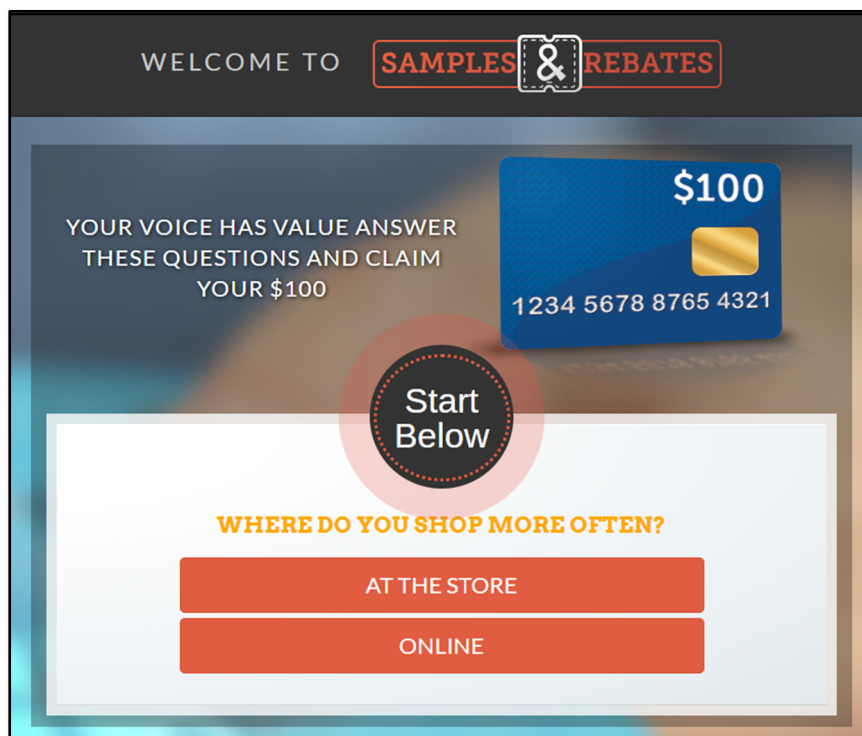 WELCOME TO SAMPLES & REBATES
YOUR VOICE HAS VALUE ANSWER
THESE QUESTIONS AND CLAIM
YOUR $100
$100
1234 5678 8765 4321
Start
Below
WHERE DO YOU SHOP MORE OFTEN?
AT THE STORE
ONLINE